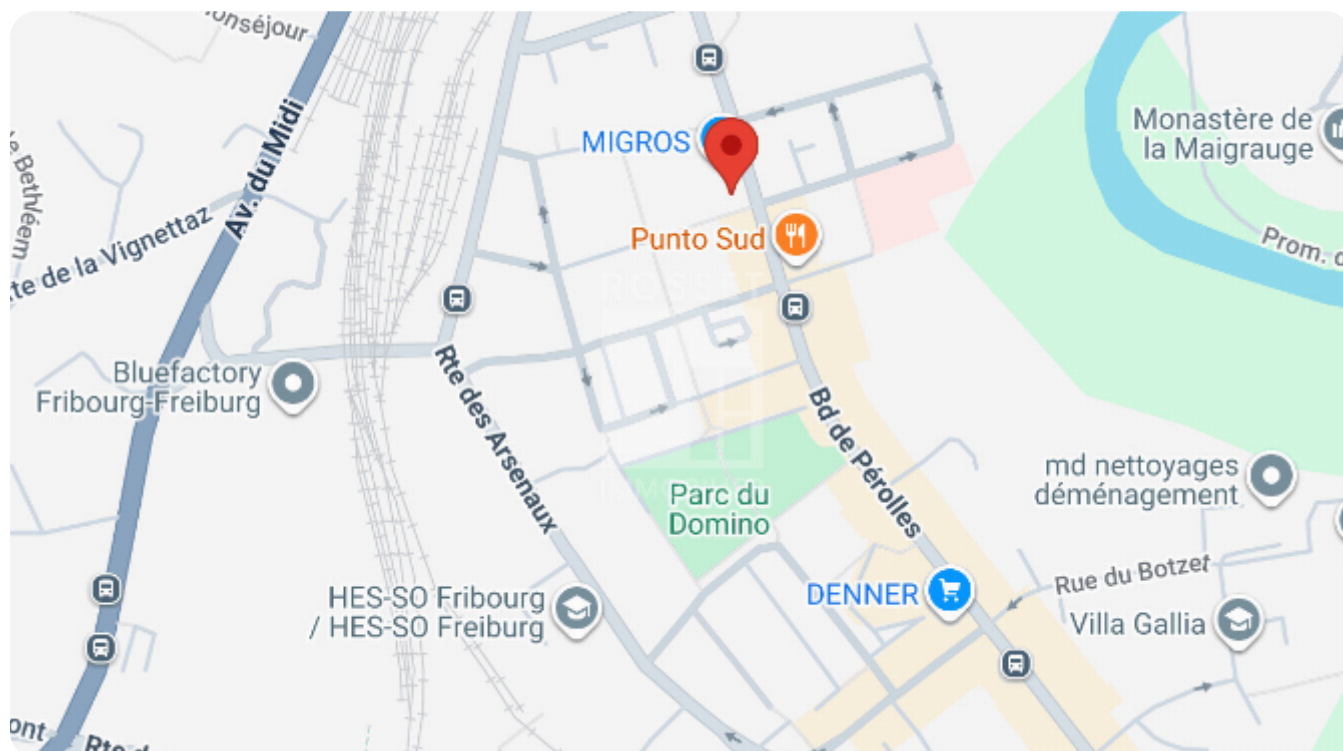 onséjour
Av. du Midi
e Bethléem
te de la Vignettaz
MIGROS
Monastère de
la Maigrauge
Punto Sud
Prom. d
ROSSET
IMMOBILIER
Bluefactory
Fribourg-Freiburg
Rte des Arsenaux
Bd de Pérolles
Parc du
Domino
md nettoyages
déménagement
HES-SO Fribourg
/ HES-SO Freiburg
DENNER
Rue du Botzet
Villa Gallia
ont
Rte d